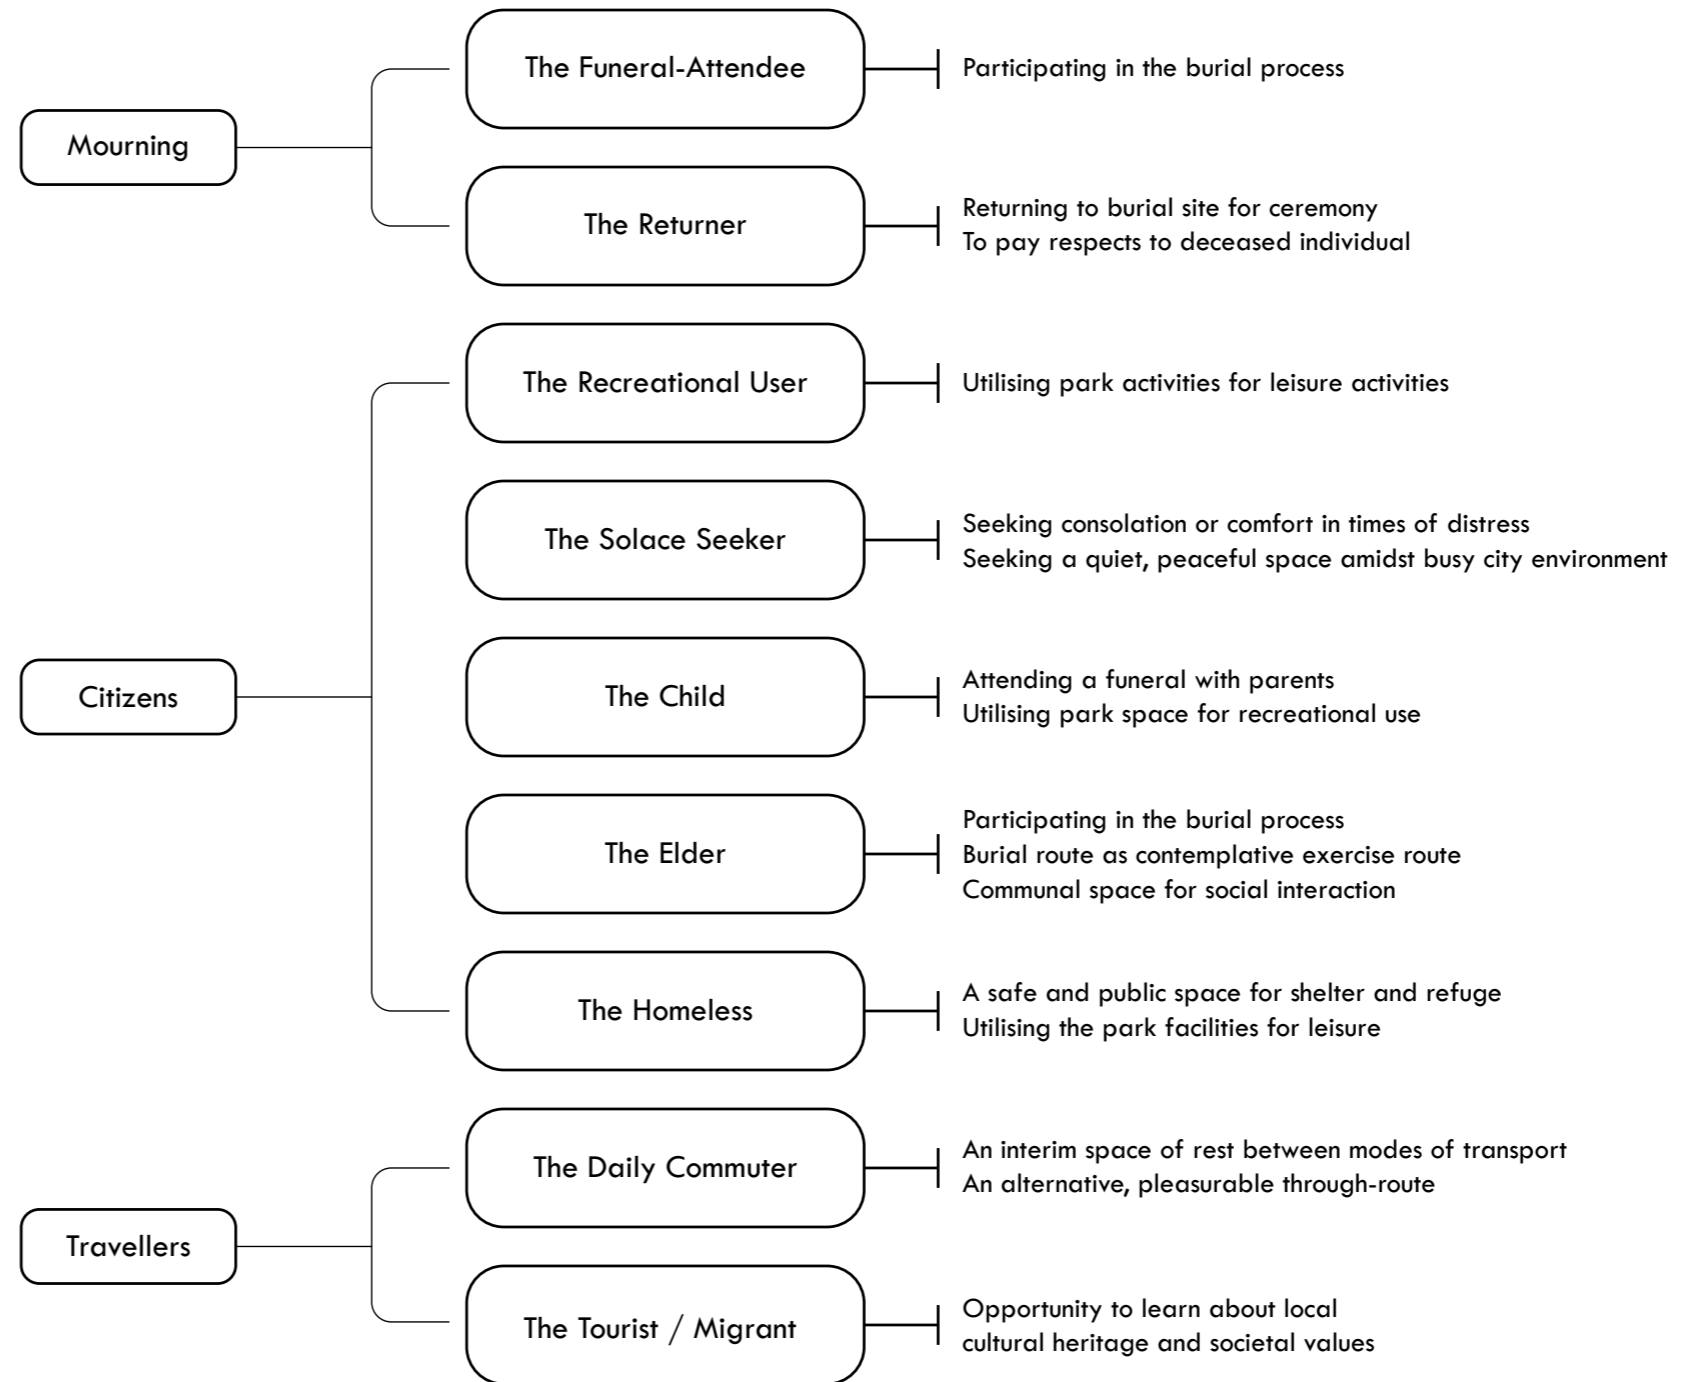 Mourning
The Funeral-Attendee
Participating in the burial process
The Returner
Returning to burial site for ceremony
To pay respects to deceased individual
Citizens
The Recreational User
Utilising park activities for leisure activities
The Solace Seeker
Seeking consolation or comfort in times of distress
Seeking a quiet, peaceful space amidst busy city environment
The Child
Attending a funeral with parents
Utilising park space for recreational use
The Elder
Participating in the burial process
Burial route as contemplative exercise route
Communal space for social interaction
The Homeless
A safe and public space for shelter and refuge
Utilising the park facilities for leisure
Travellers
The Daily Commuter
An interim space of rest between modes of transport
An alternative, pleasurable through-route
The Tourist / Migrant
Opportunity to learn about local
cultural heritage and societal values